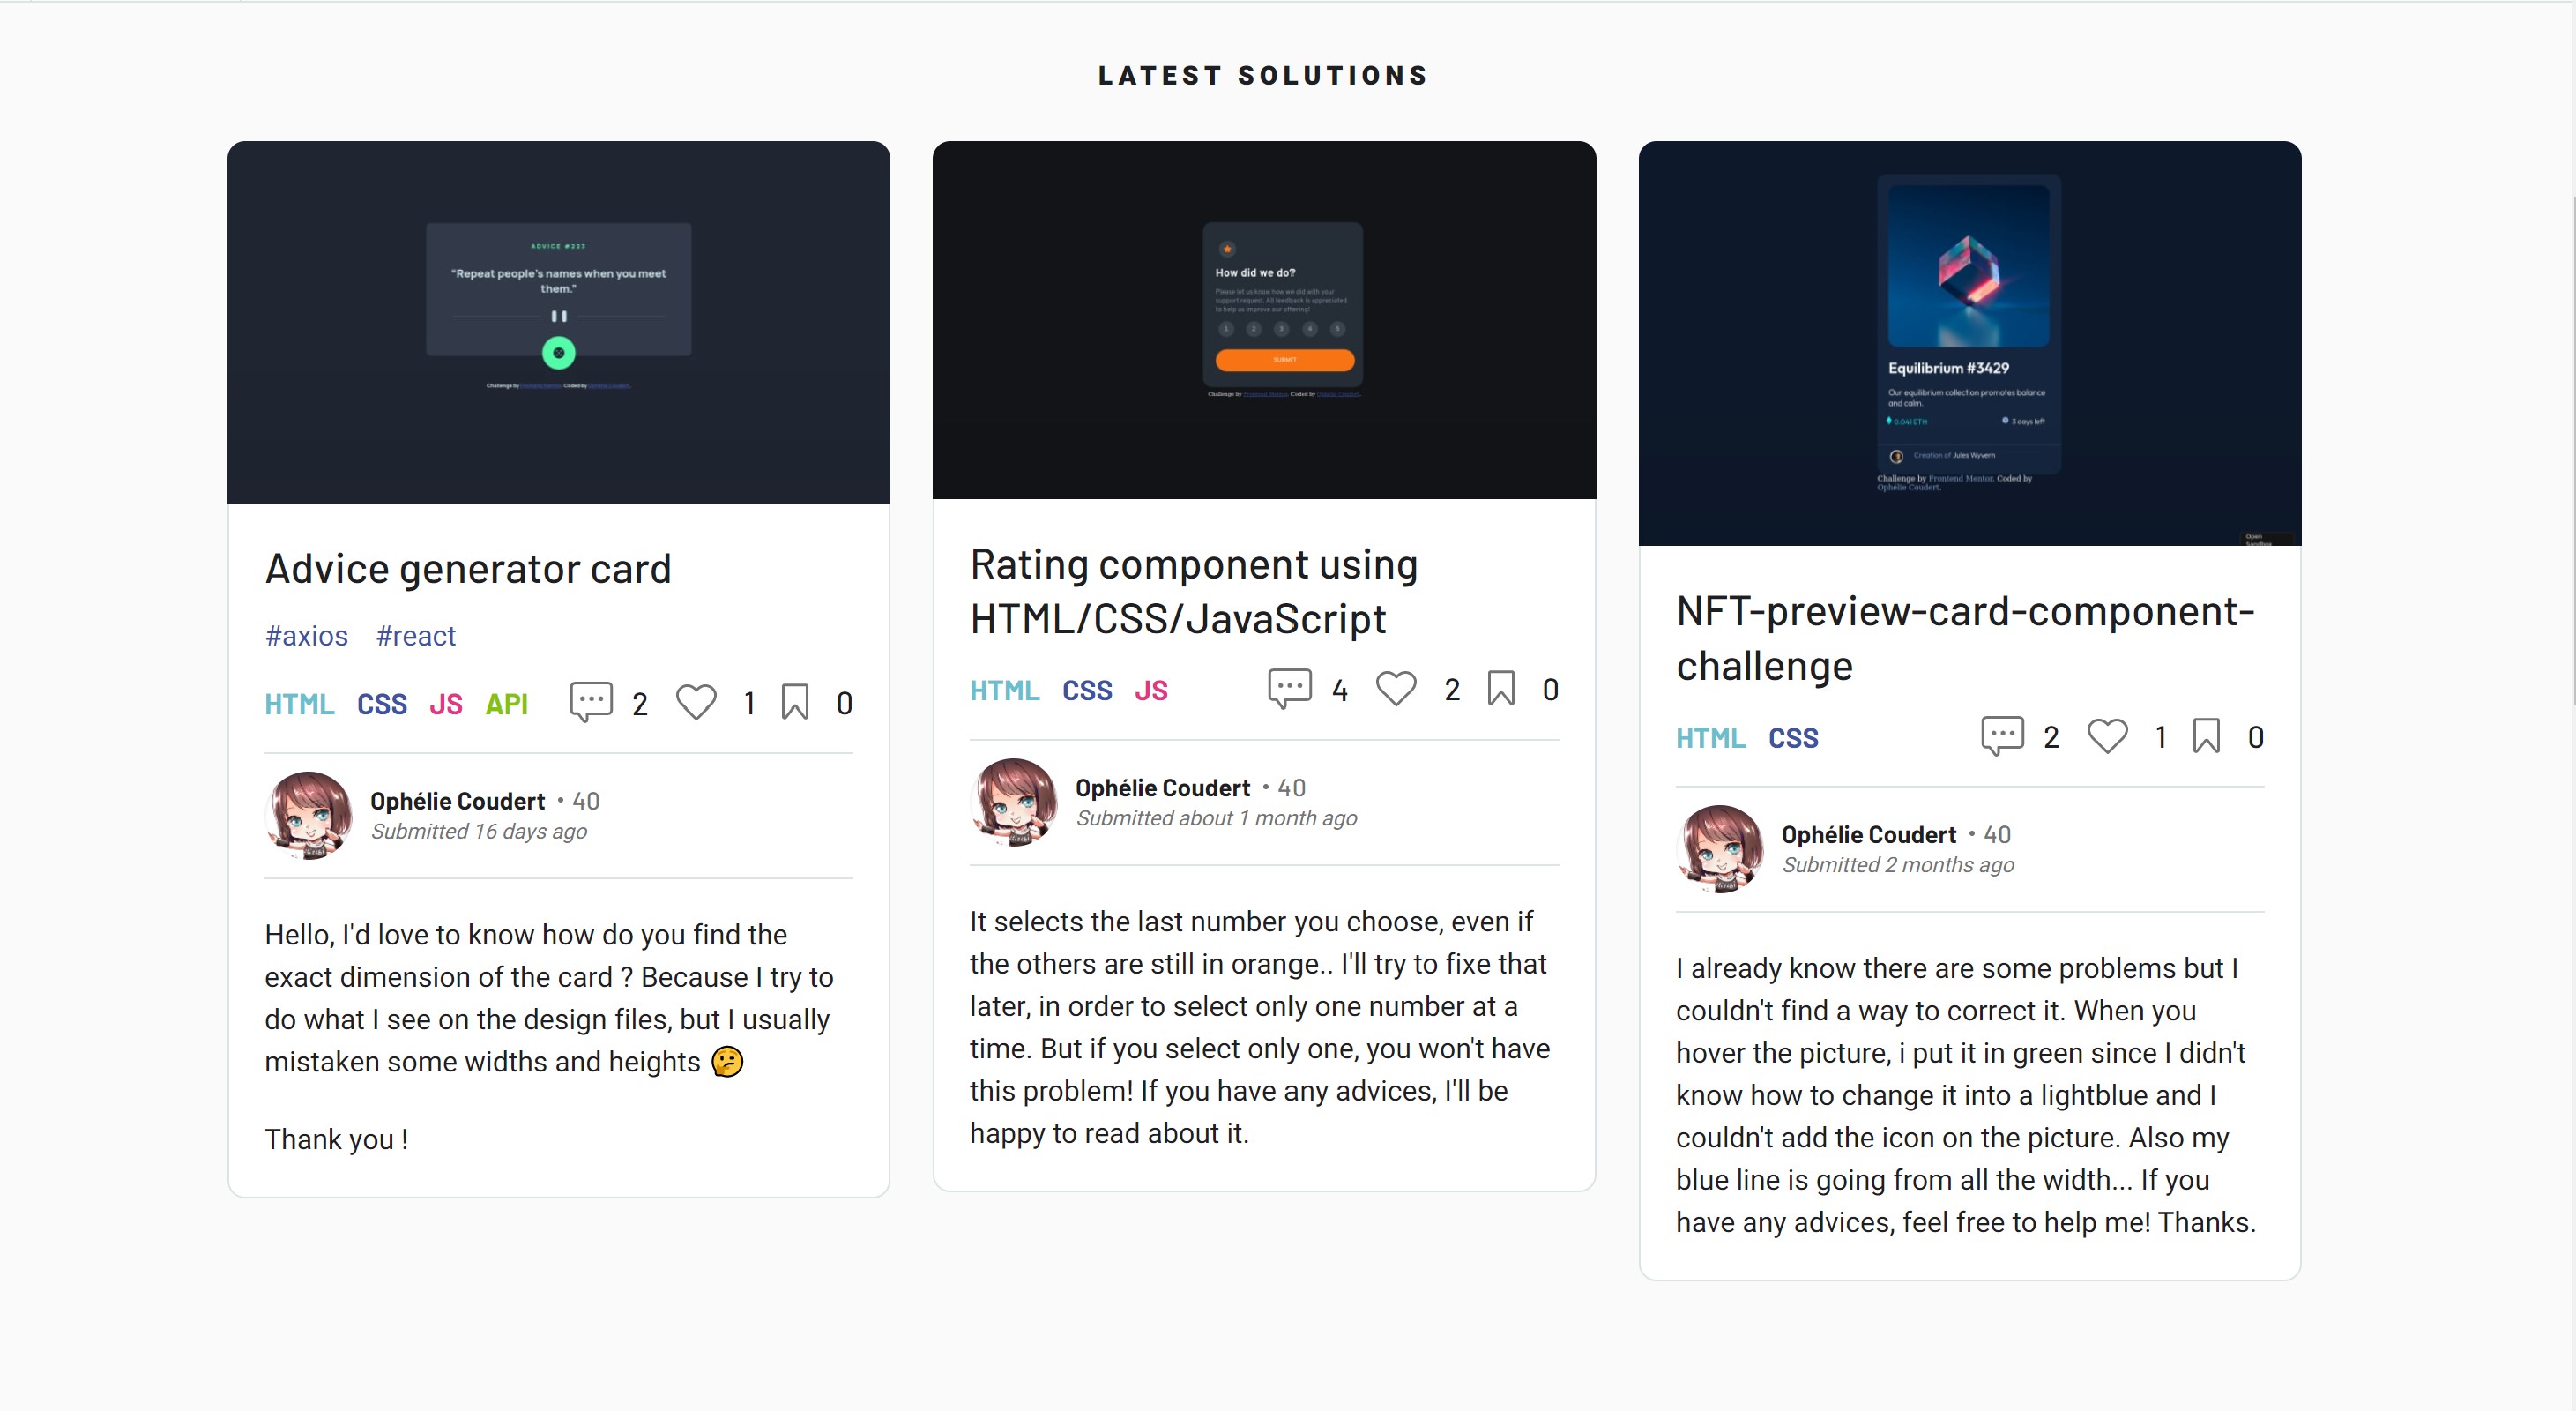 LATEST SOLUTIONS
ADVICE #223
“Repeat people's names when you meet
them.”
Challenge by Frontend Mentor. Coded by Ophélie Coudert.
Advice generator card
#axios #react
HTML CSS JS API 2 1 0
Ophélie Coudert • 40
Submitted 16 days ago
Hello, I'd love to know how do you find the
exact dimension of the card ? Because I try to
do what I see on the design files, but I usually
mistaken some widths and heights 🤔
Thank you !
How did we do?
Please let us know how we did with your
support request. All feedback is appreciated
to help us improve our offering!
1 2 3 4 5
SUBMIT
Challenge by Frontend Mentor. Coded by Ophélie Coudert.
Rating component using
HTML/CSS/JavaScript
HTML CSS JS 4 2 0
Ophélie Coudert • 40
Submitted about 1 month ago
It selects the last number you choose, even if
the others are still in orange.. I'll try to fixe that
later, in order to select only one number at a
time. But if you select only one, you won't have
this problem! If you have any advices, I'll be
happy to read about it.
Equilibrium #3429
Our equilibrium collection promotes balance
and calm.
0.041 ETH 3 days left
Creation of Jules Wyvern
Challenge by Frontend Mentor. Coded by
Ophélie Coudert.
Open
Sandbox
NFT-preview-card-component-
challenge
HTML CSS 2 1 0
Ophélie Coudert • 40
Submitted 2 months ago
I already know there are some problems but I
couldn't find a way to correct it. When you
hover the picture, i put it in green since I didn't
know how to change it into a lightblue and I
couldn't add the icon on the picture. Also my
blue line is going from all the width... If you
have any advices, feel free to help me! Thanks.